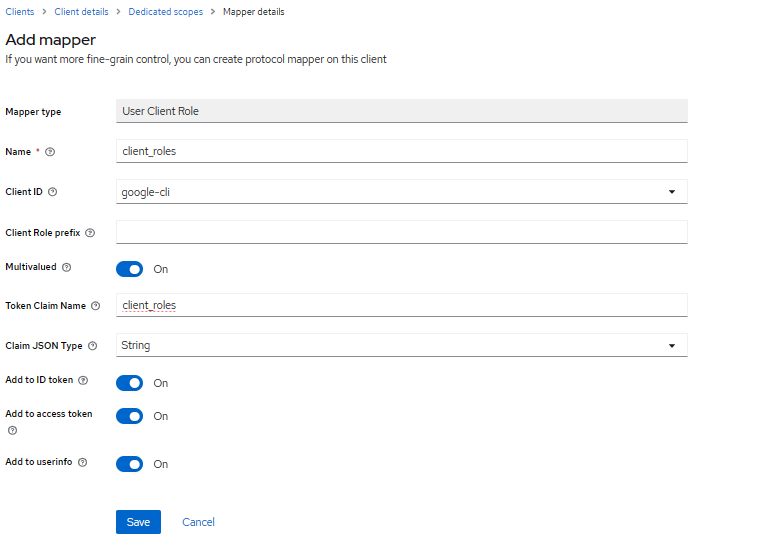 Clients > Client details > Dedicated scopes > Mapper details
Add mapper
If you want more fine-grain control, you can create protocol mapper on this client
Mapper type User Client Role
Name * client_roles
Client ID google-cli
Client Role prefix
Multivalued On
Token Claim Name client_roles
Claim JSON Type String
Add to ID token On
Add to access token On
Add to userinfo On
Save Cancel